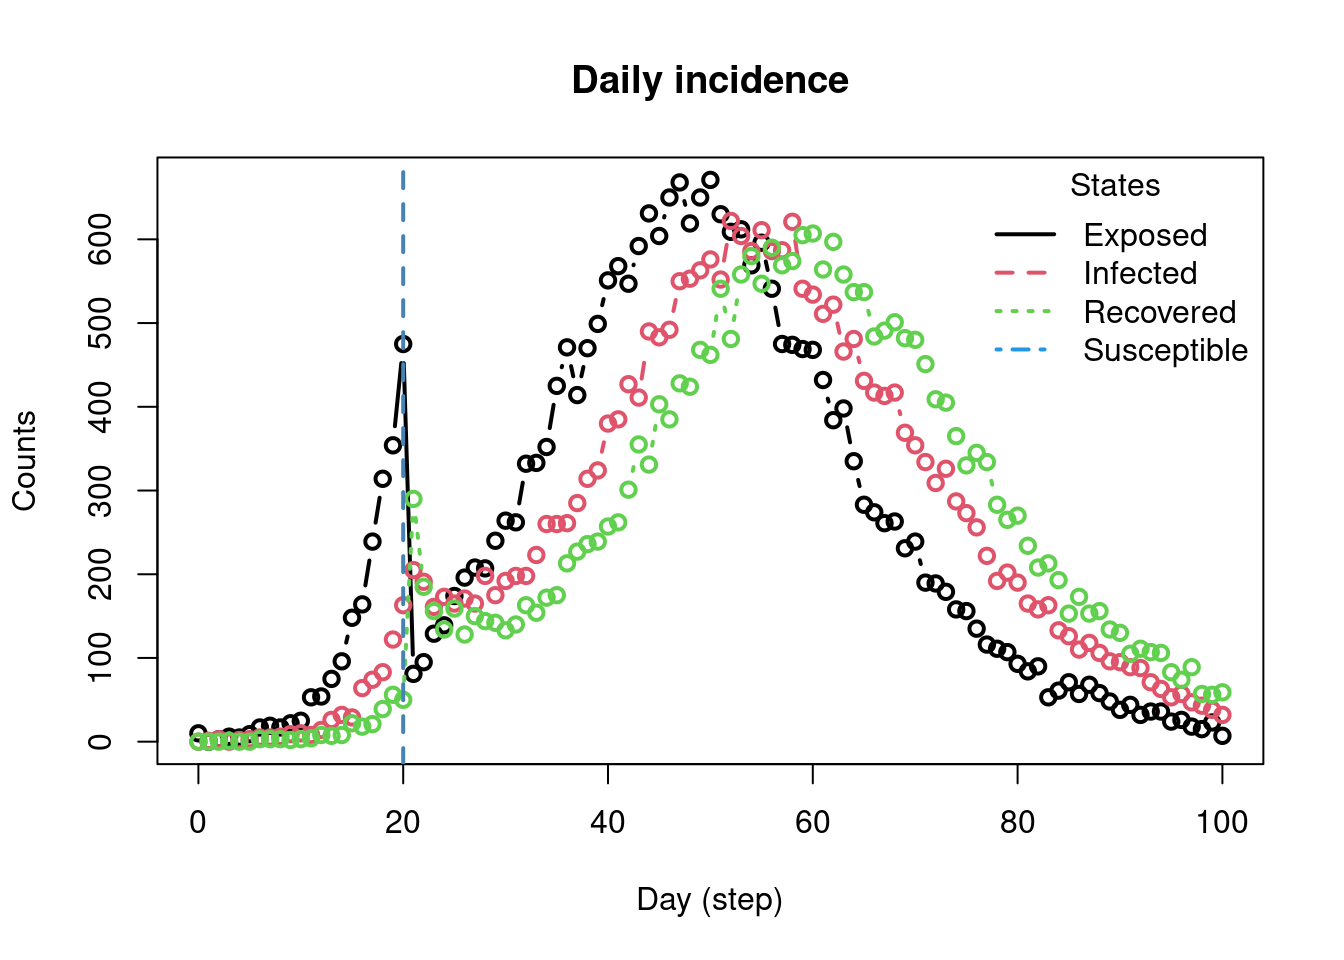 Daily incidence
States
Exposed
Infected
Recovered
Susceptible
Counts
0
100
200
300
400
500
600
0 20 40 60 80 100
Day (step)